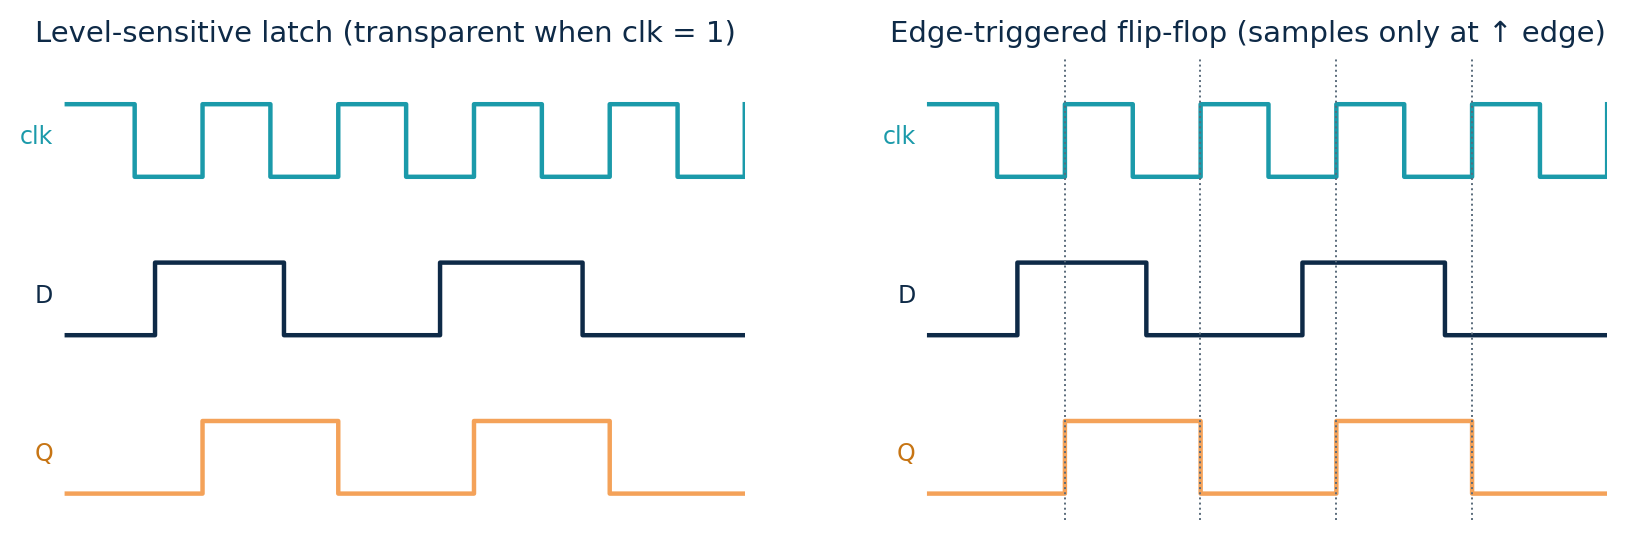 Level-sensitive latch (transparent when clk = 1)
clk
D
Q
Edge-triggered flip-flop (samples only at ↑ edge)
clk
D
Q